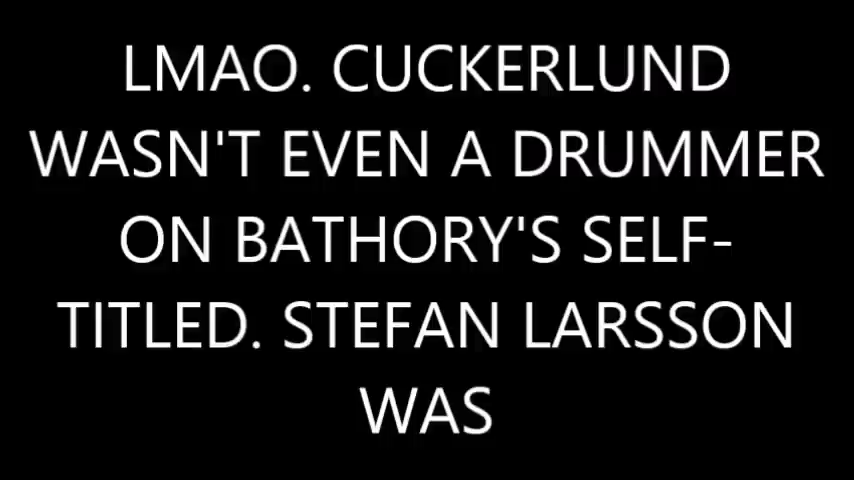 LMAO. CUCKERLUND
WASN'T EVEN A DRUMMER
ON BATHORY'S SELF-
TITLED. STEFAN LARSSON
WAS